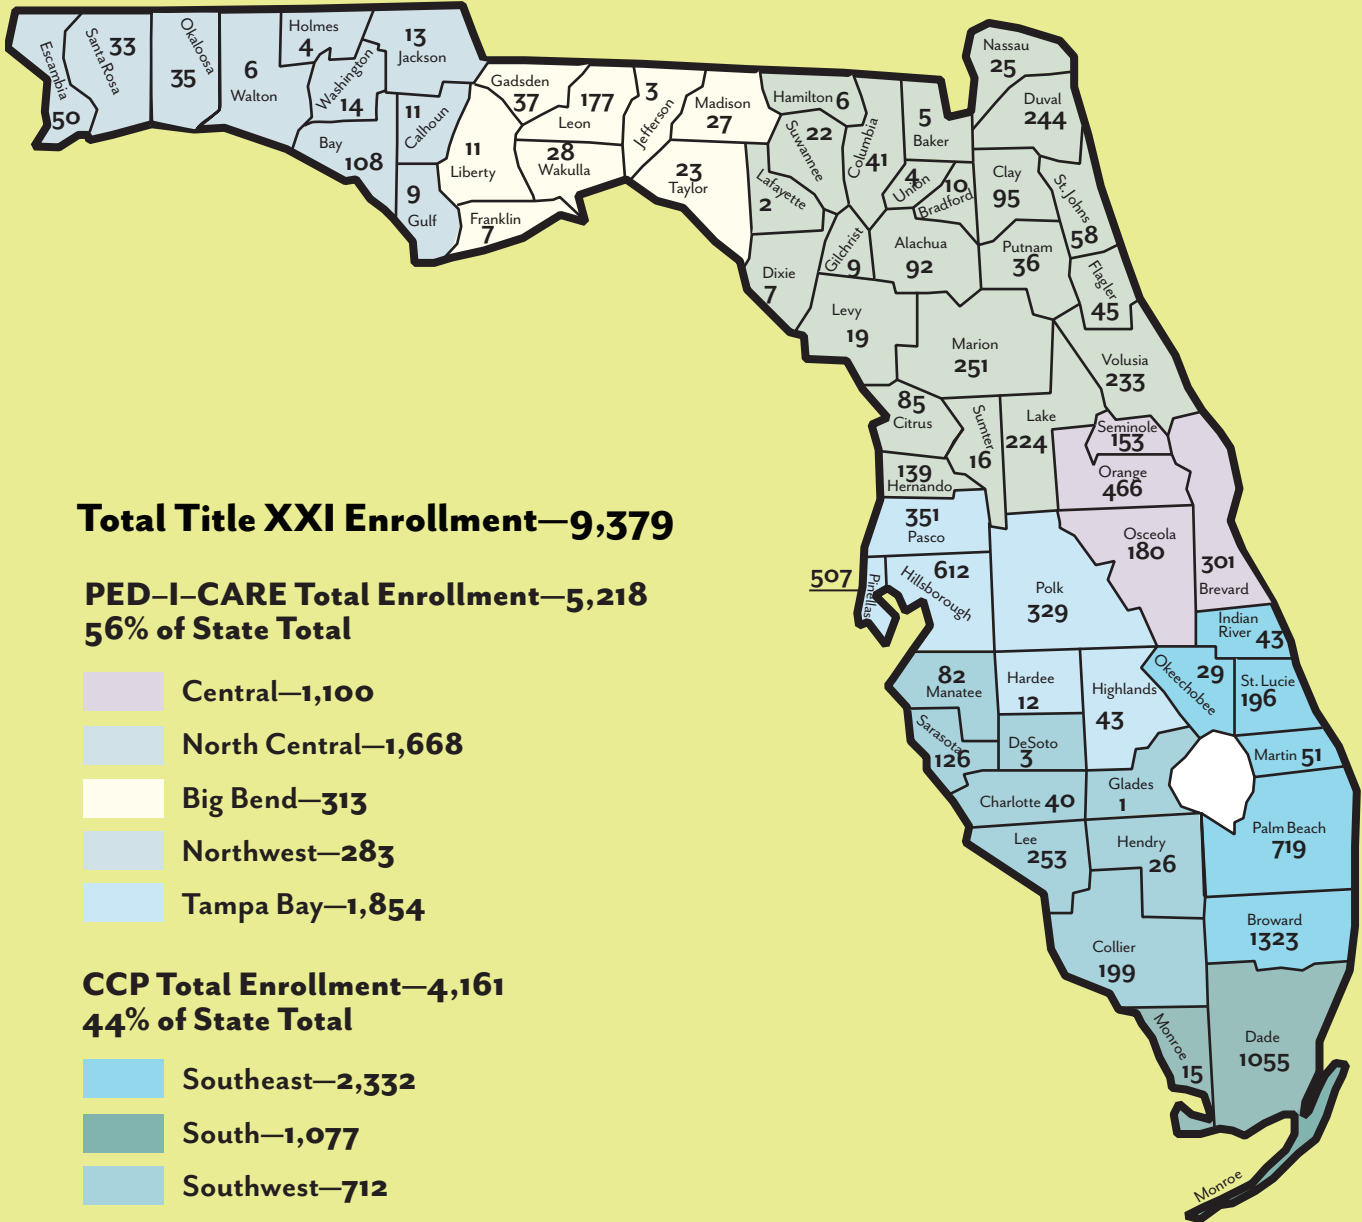 Escambia
50
Santa Rosa
33
Okaloosa
35
6
Walton
Holmes
4
Washington
14
13
Jackson
Bay
108
11
Calhoun
9
Gulf
Gadsden
37
177
Leon
3
Jefferson
Madison
27
11
Liberty
28
Wakulla
Franklin
7
23
Taylor
Hamilton 6
Suwannee
22
Columbia
41
5
Baker
Nassau
25
Duval
244
Lafayette
2
4
Union
10
Bradford
Clay
95
St. Johns
58
Dixie
7
Gilchrist
9
Alachua
92
Putnam
36
Flagler
45
Levy
19
Marion
251
Volusia
233
85
Citrus
Sumter
16
Lake
224
Seminole
153
139
Hernando
Orange
466
351
Pasco
Osceola
180
301
Brevard
507
Pinellas
Hillsborough
612
Polk
329
Indian
River 43
82
Manatee
Hardee
12
Highlands
43
Okeechobee
29
St. Lucie
196
Sarasota
126
DeSoto
3
Martin 51
Charlotte 40
Glades
1
Lee
253
Hendry
26
Palm Beach
719
Collier
199
Broward
1323
Monroe
15
Dade
1055
Monroe
Total Title XXI Enrollment—9,379
PED–I–CARE Total Enrollment—5,218
56% of State Total
Central—1,100
North Central—1,668
Big Bend—313
Northwest—283
Tampa Bay—1,854
CCP Total Enrollment—4,161
44% of State Total
Southeast—2,332
South—1,077
Southwest—712